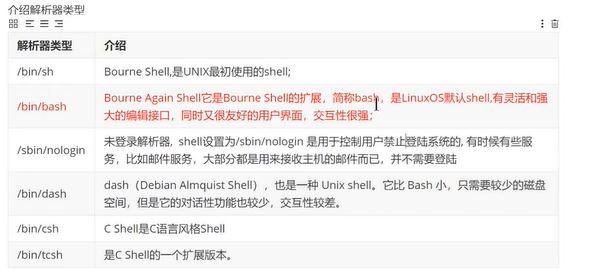 介绍解析器类型
解析器类型 介绍
/bin/sh Bourne Shell,是UNIX最初使用的shell;
/bin/bash Bourne Again Shell它是Bourne Shell的扩展，简称bash，是LinuxOS默认shell,有灵活和强
大的编辑接口，同时又很友好的用户界面，交互性很强；
/sbin/nologin 未登录解析器，shell设置为/sbin/nologin 是用于控制用户禁止登陆系统的, 有时候有些服
务，比如邮件服务，大部分都是用来接收主机的邮件而已，并不需要登陆
/bin/dash dash（Debian Almquist Shell），也是一种 Unix shell。它比 Bash 小，只需要较少的磁盘
空间，但是它的对话性功能也较少，交互性较差。
/bin/csh C Shell是C语言风格Shell
/bin/tcsh 是C Shell的一个扩展版本。